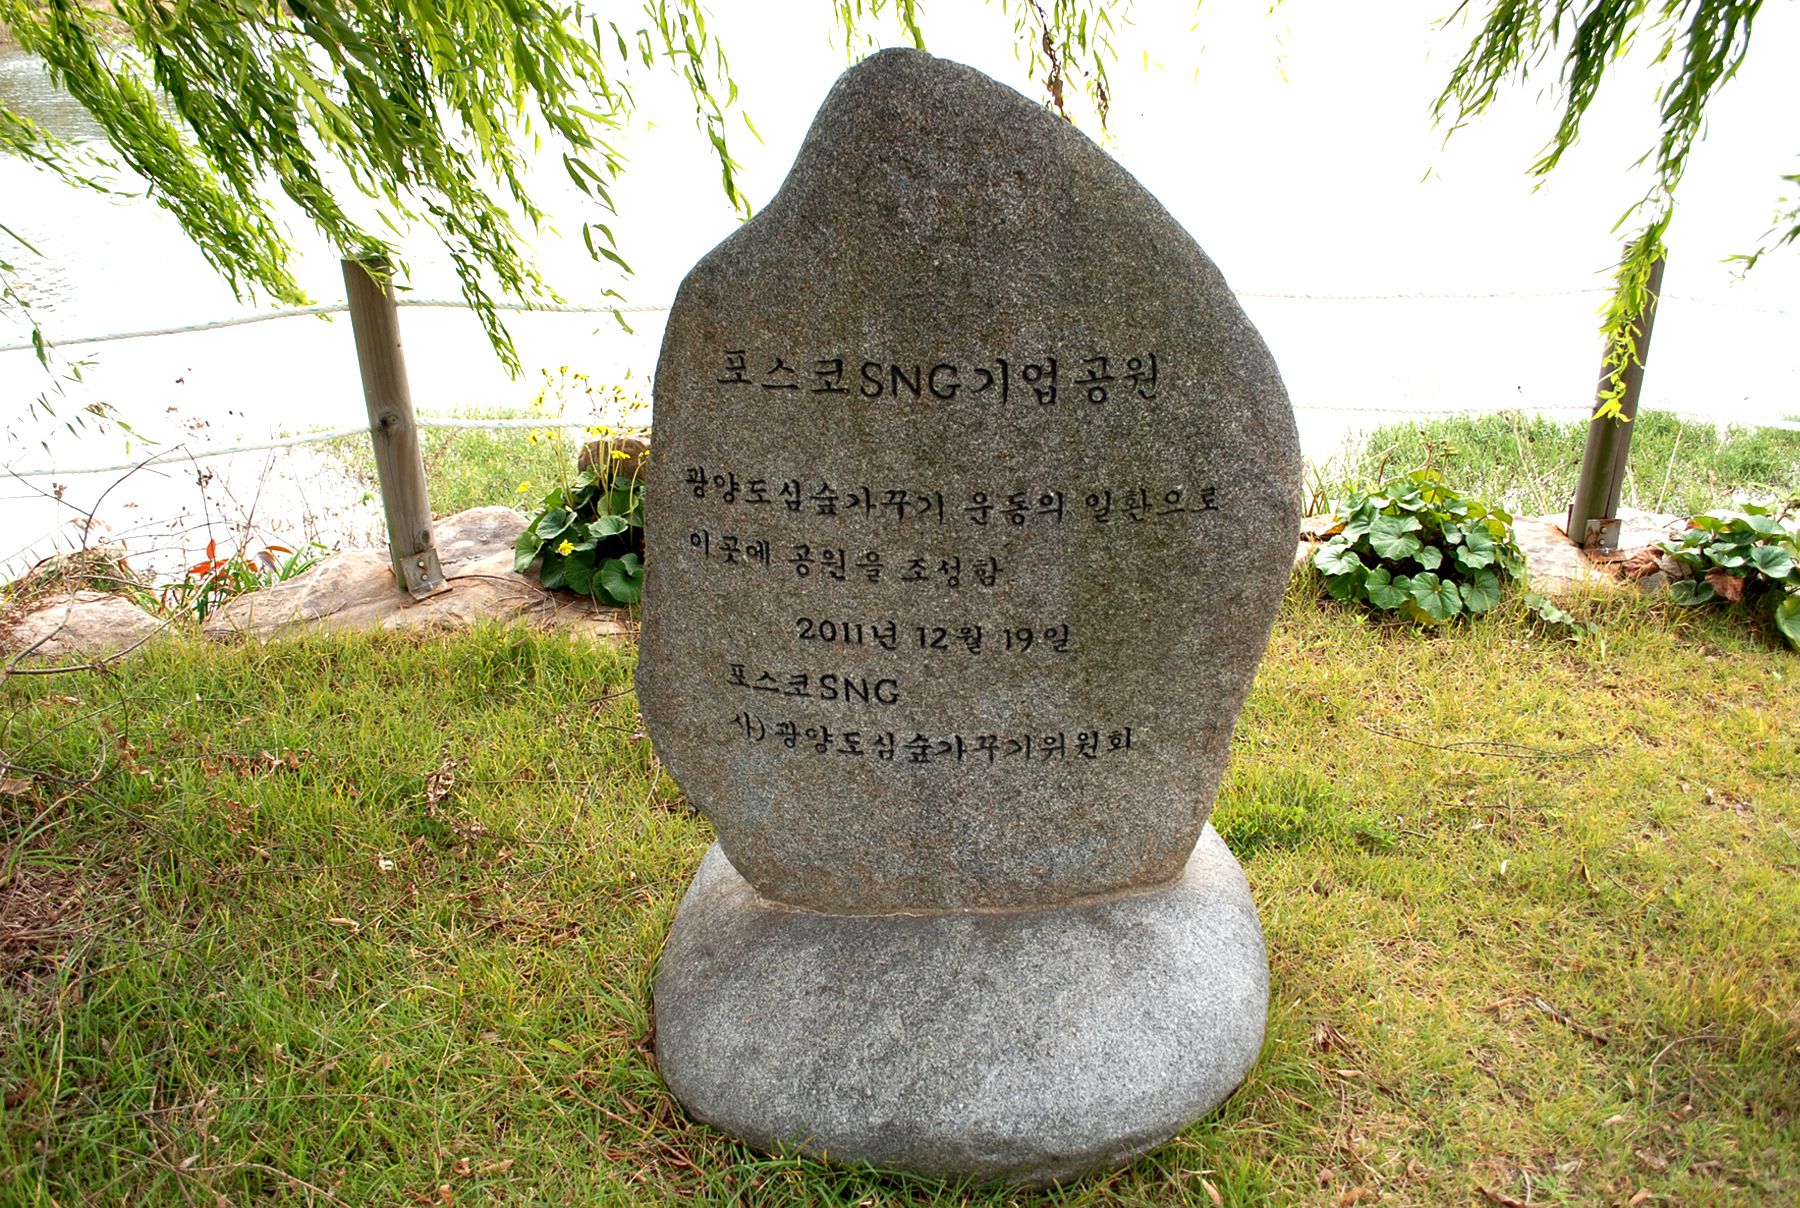 포스코SNG기업공원
광양도심숲가꾸기 운동의 일환으로
이곳에 공원을 조성함
2011년 12월 19일
포스코SNG
사)광양도심숲가꾸기위원회